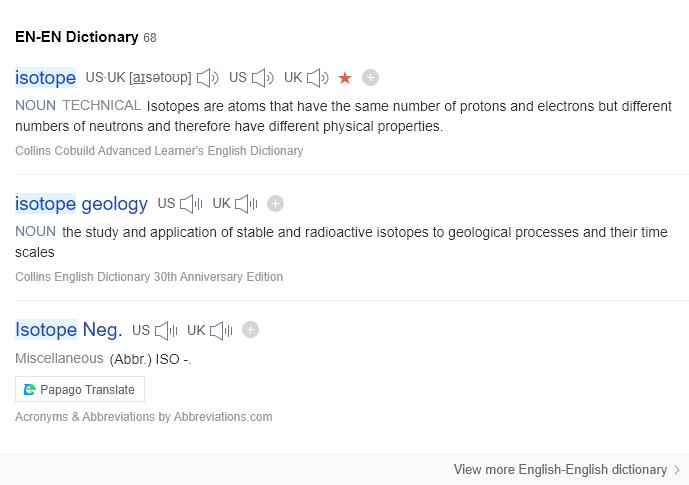 EN-EN Dictionary 68
isotope US·UK [aɪsətoʊp] US UK
NOUN TECHNICAL Isotopes are atoms that have the same number of protons and electrons but different
numbers of neutrons and therefore have different physical properties.
Collins Cobuild Advanced Learner's English Dictionary
isotope geology US UK
NOUN the study and application of stable and radioactive isotopes to geological processes and their time
scales
Collins English Dictionary 30th Anniversary Edition
Isotope Neg. US UK
Miscellaneous (Abbr.) ISO -.
Papago Translate
Acronyms & Abbreviations by Abbreviations.com
View more English-English dictionary